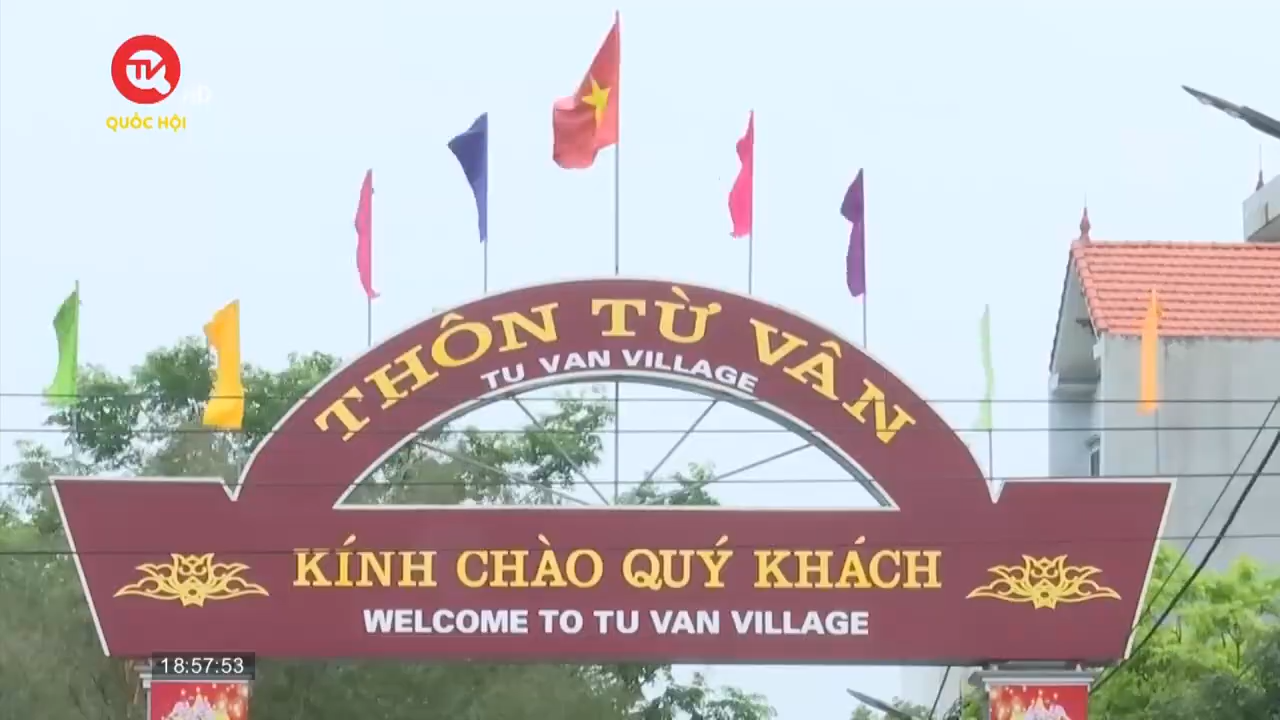 TV
QUỐC HỘI
THÔN TỪ VÂN
TU VAN VILLAGE
KÍNH CHÀO QUÝ KHÁCH
WELCOME TO TU VAN VILLAGE
18:57:53